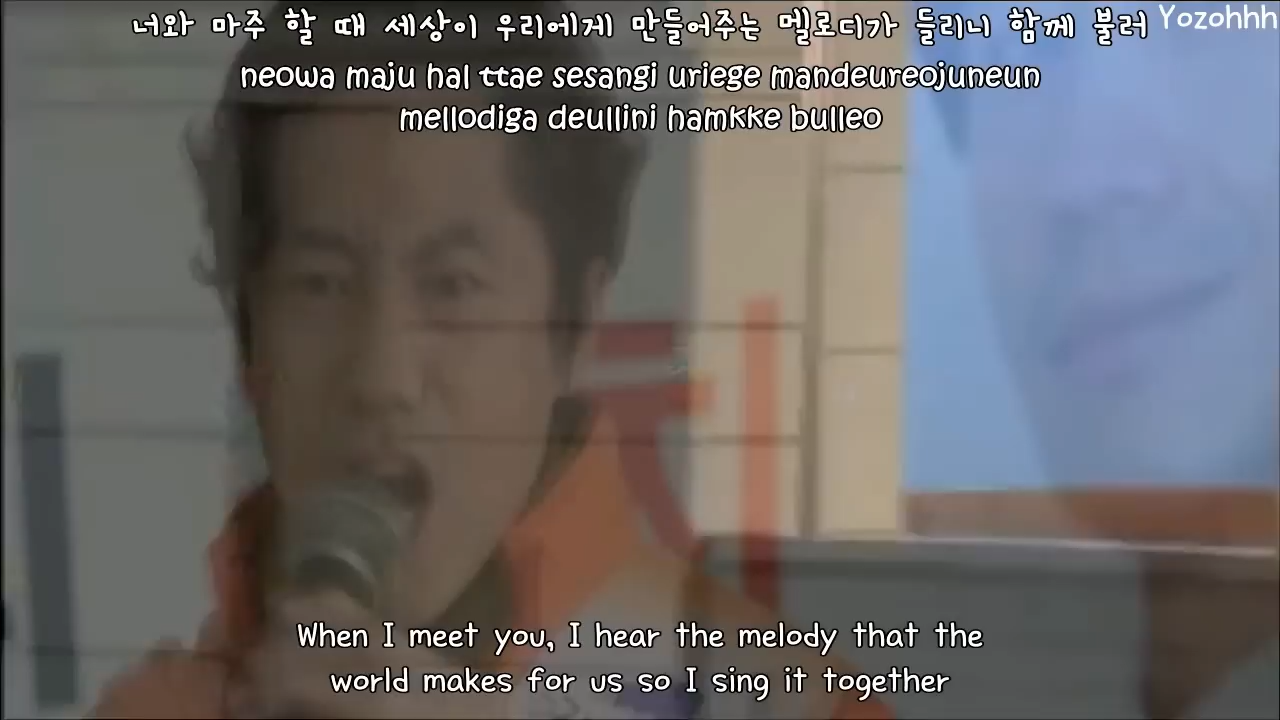 너와 마주 할 때 세상이 우리에게 만들어주는 멜로디가 들리니 함께 불러
Yozohhh
neowa maju hal ttae sesangi uriege mandeureojuneun
mellodiga deullini hamkke bulleo
When I meet you, I hear the melody that the
world makes for us so I sing it together